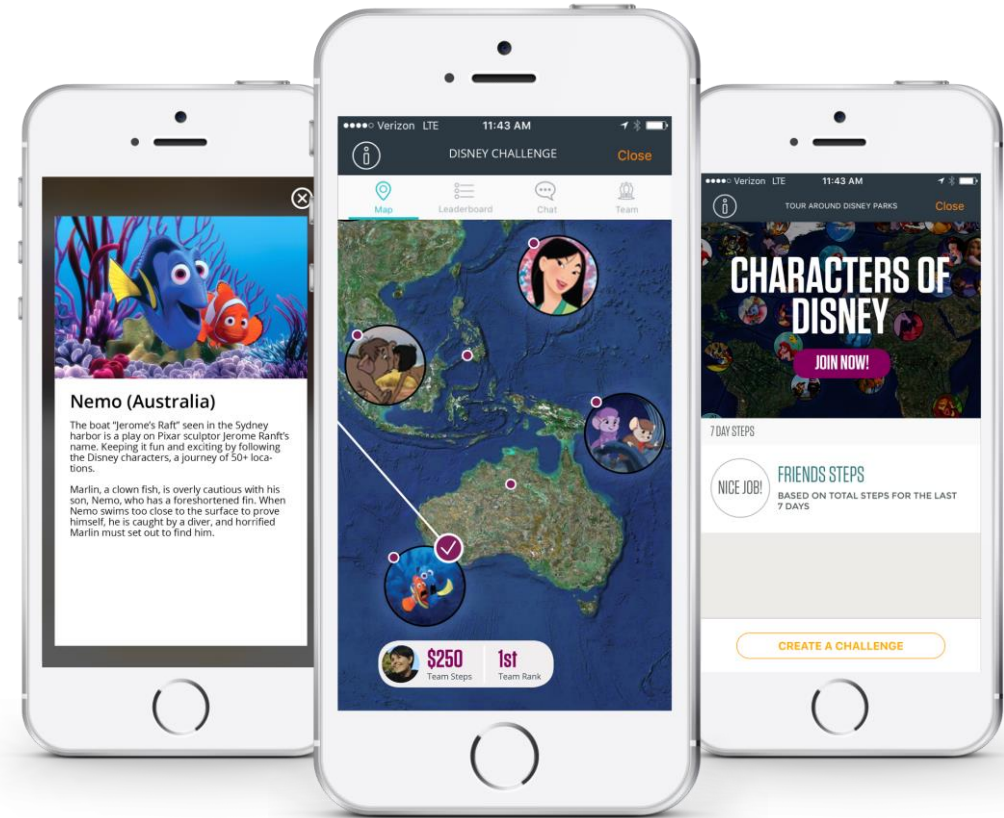 Nemo (Australia)
The boat “Jerome’s Raft” seen in the Sydney
harbor is a play on Pixar sculptor Jerome Ranft’s
name. Keeping it fun and exciting by following
the Disney characters, a journey of 50+ loca-
tions.
Marlin, a clown fish, is overly cautious with his
son, Nemo, who has a foreshortened fin. When
Nemo swims too close to the surface to prove
himself, he is caught by a diver, and horrified
Marlin must set out to find him.
Verizon LTE 11:43 AM
DISNEY CHALLENGE Close
Map Leaderboard Chat Team
$250 1st
Team Steps Team Rank
Verizon LTE 11:43 AM
TOUR AROUND DISNEY PARKS Close
CHARACTERS OF
DISNEY
JOIN NOW!
7 DAY STEPS
NICE JOB!
FRIENDS STEPS
BASED ON TOTAL STEPS FOR THE LAST
7 DAYS
CREATE A CHALLENGE